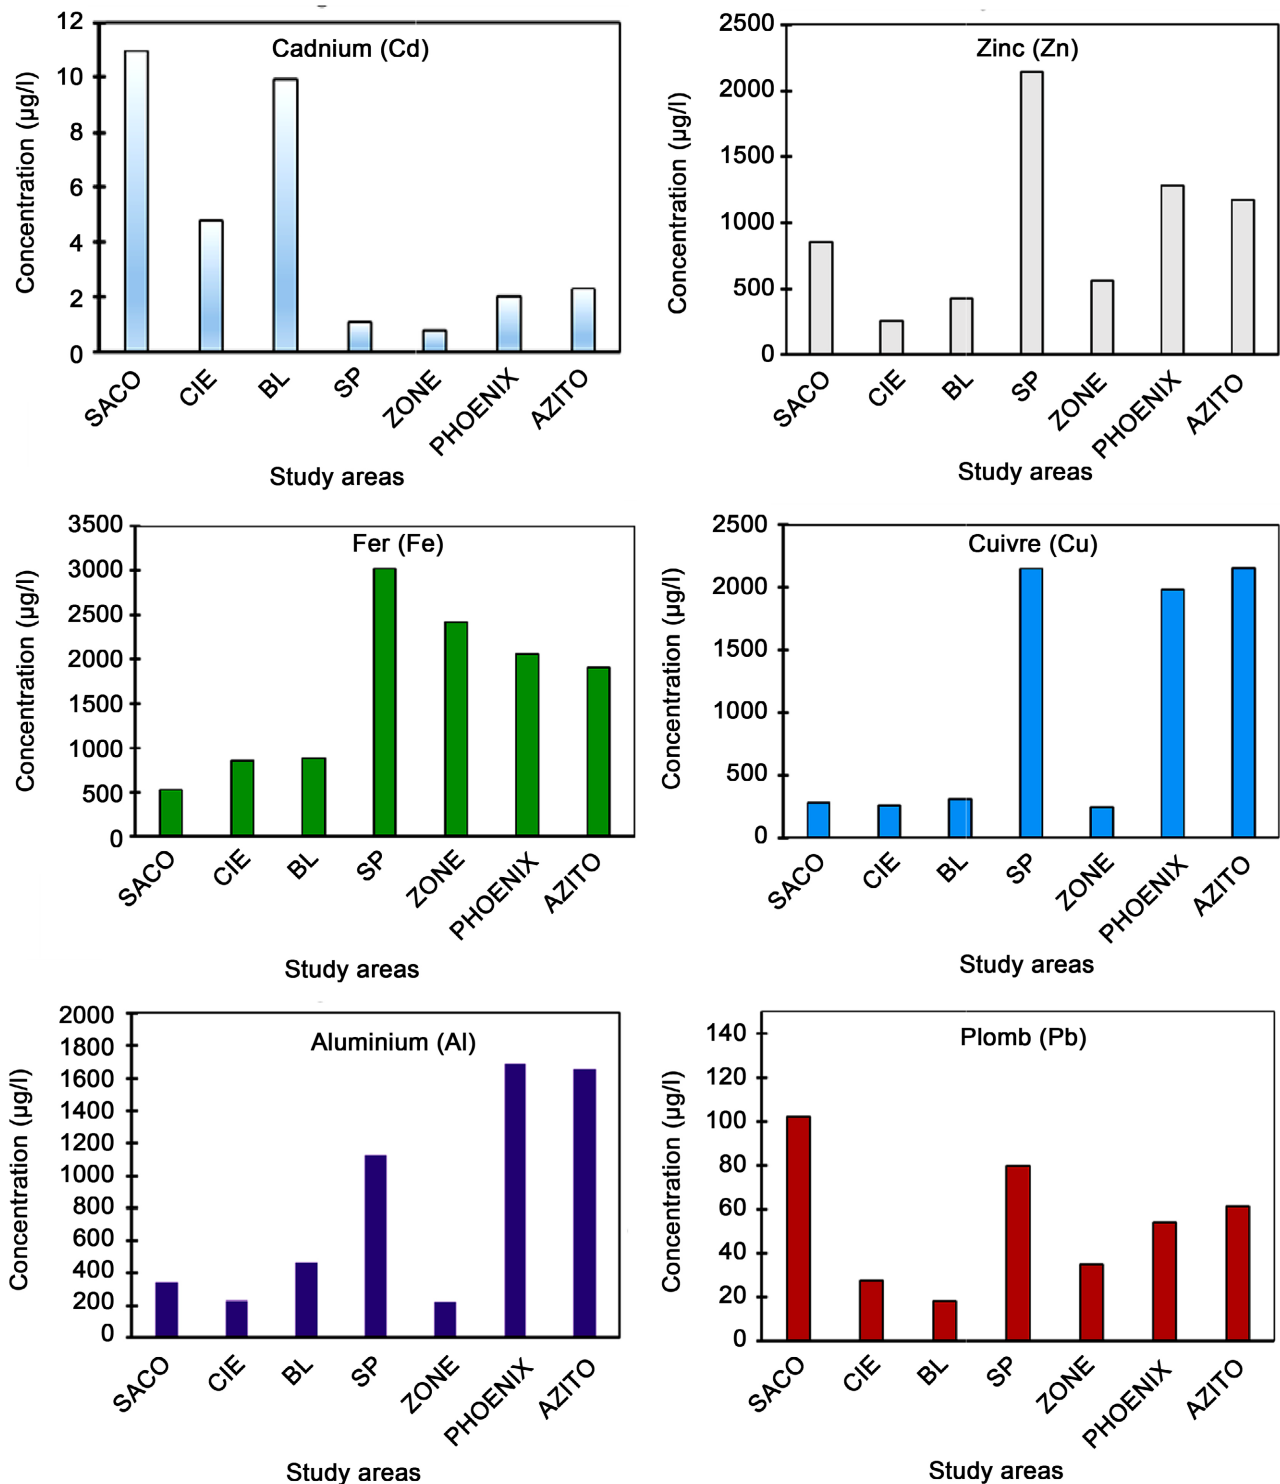 Cadnium (Cd)
Concentration (µg/l)
12
10
8
6
4
2
0
SACO
CIE
BL
SP
ZONE
PHOENIX
AZITO
Study areas
Zinc (Zn)
Concentration (µg/l)
2500
2000
1500
1000
500
0
SACO
CIE
BL
SP
ZONE
PHOENIX
AZITO
Study areas
Fer (Fe)
Concentration (µg/l)
3500
3000
2500
2000
1500
1000
500
0
SACO
CIE
BL
SP
ZONE
PHOENIX
AZITO
Study areas
Cuivre (Cu)
Concentration (µg/l)
2500
2000
1500
1000
500
0
SACO
CIE
BL
SP
ZONE
PHOENIX
AZITO
Study areas
Aluminium (Al)
Concentration (µg/l)
2000
1800
1600
1400
1200
1000
800
600
400
200
0
SACO
CIE
BL
SP
ZONE
PHOENIX
AZITO
Study areas
Plomb (Pb)
Concentration (µg/l)
140
120
100
80
60
40
20
0
SACO
CIE
BL
SP
ZONE
PHOENIX
AZITO
Study areas